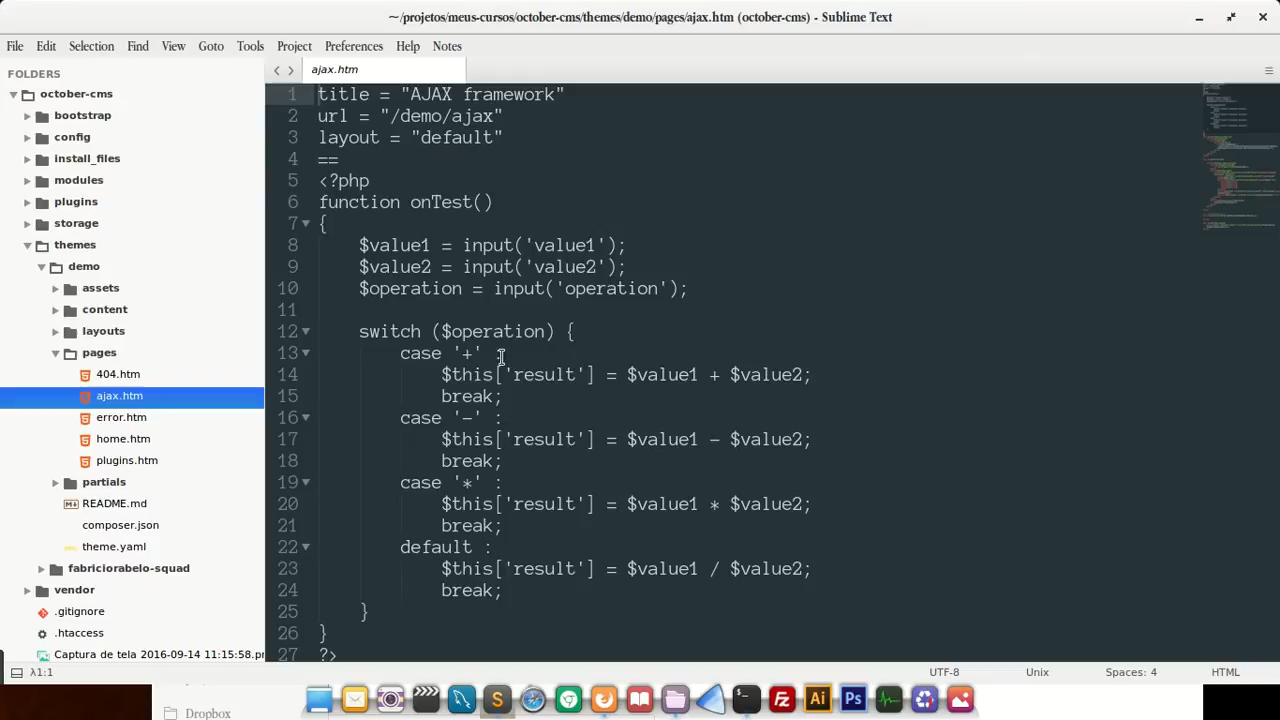 ~/projetos/meus-cursos/october-cms/themes/demo/pages/ajax.htm (october-cms) - Sublime Text
File Edit Selection Find View Goto Tools Project Preferences Help Notes
FOLDERS
october-cms
bootstrap
config
install_files
modules
plugins
storage
themes
demo
assets
content
layouts
pages
404.htm
ajax.htm
error.htm
home.htm
plugins.htm
partials
README.md
composer.json
theme.yaml
fabriciorabelo-squad
vendor
.gitignore
.htaccess
Captura de tela 2016-09-14 11:15:58.pn
ajax.htm
1 title = "AJAX framework"
2 url = "/demo/ajax"
3 layout = "default"
4 ==
5 <?php
6 function onTest()
7 {
8 $value1 = input('value1');
9 $value2 = input('value2');
10 $operation = input('operation');
11
12 switch ($operation) {
13 case '+' :
14 $this['result'] = $value1 + $value2;
15 break;
16 case '-' :
17 $this['result'] = $value1 - $value2;
18 break;
19 case '*' :
20 $this['result'] = $value1 * $value2;
21 break;
22 default :
23 $this['result'] = $value1 / $value2;
24 break;
25 }
26 }
27 ?>
λ1:1 UTF-8 Unix Spaces: 4 HTML
Dropbox
S
>_
Fz
Ai
Ps